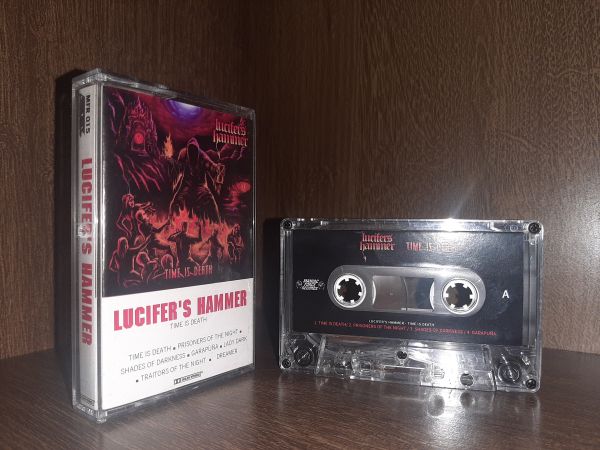 MFR 015
LUCIFER'S HAMMER
lucifer's
hammer
TIME IS DEATH
LUCIFER'S HAMMER
TIME IS DEATH
TIME IS DEATH • PRISONERS OF THE NIGHT •
SHADES OF DARKNESS • GARAPUÑA • LADY DARK
• TRAITORS OF THE NIGHT • DREAMER
lucifer's
hammer
TIME IS DEATH
A
LUCIFER'S HAMMER - TIME IS DEATH
1. TIME IS DEATH / 2. PRISONERS OF THE NIGHT / 3. SHADES OF DARKNESS / 4. GARAPUÑA